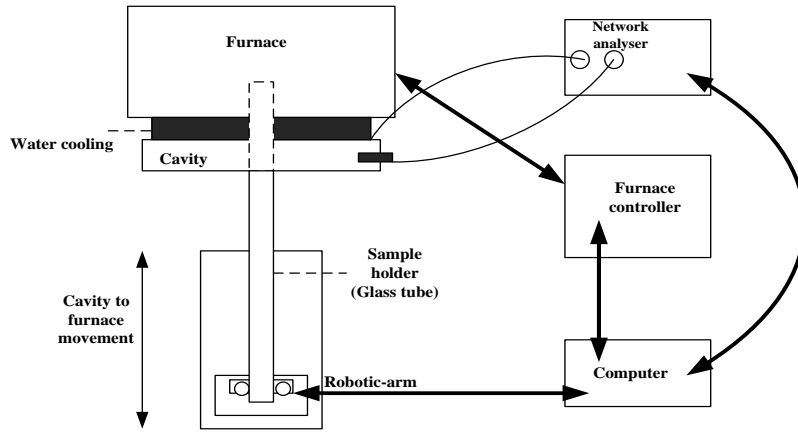 Furnace
Network
analyser
Water cooling
Cavity
Furnace
controller
Sample
holder
(Glass tube)
Cavity to
furnace
movement
Robotic-arm
Computer